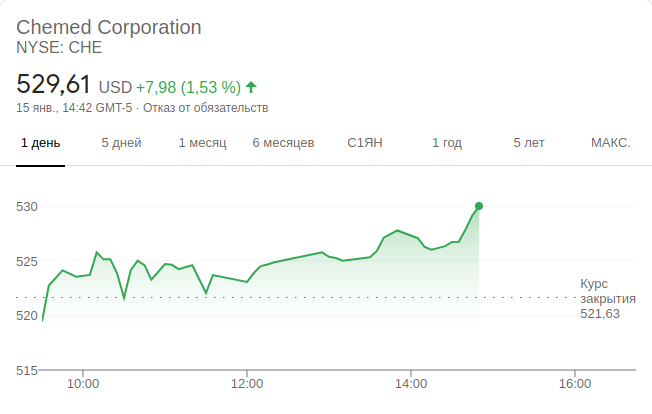 Chemed Corporation
NYSE: CHE
529,61 USD +7,98 (1,53 %)
15 янв., 14:42 GMT-5 · Отказ от обязательств
1 день 5 дней 1 месяц 6 месяцев С1ЯН 1 год 5 лет МАКС.
530
525
Курс
закрытия
521,63
520
515
10:00 12:00 14:00 16:00